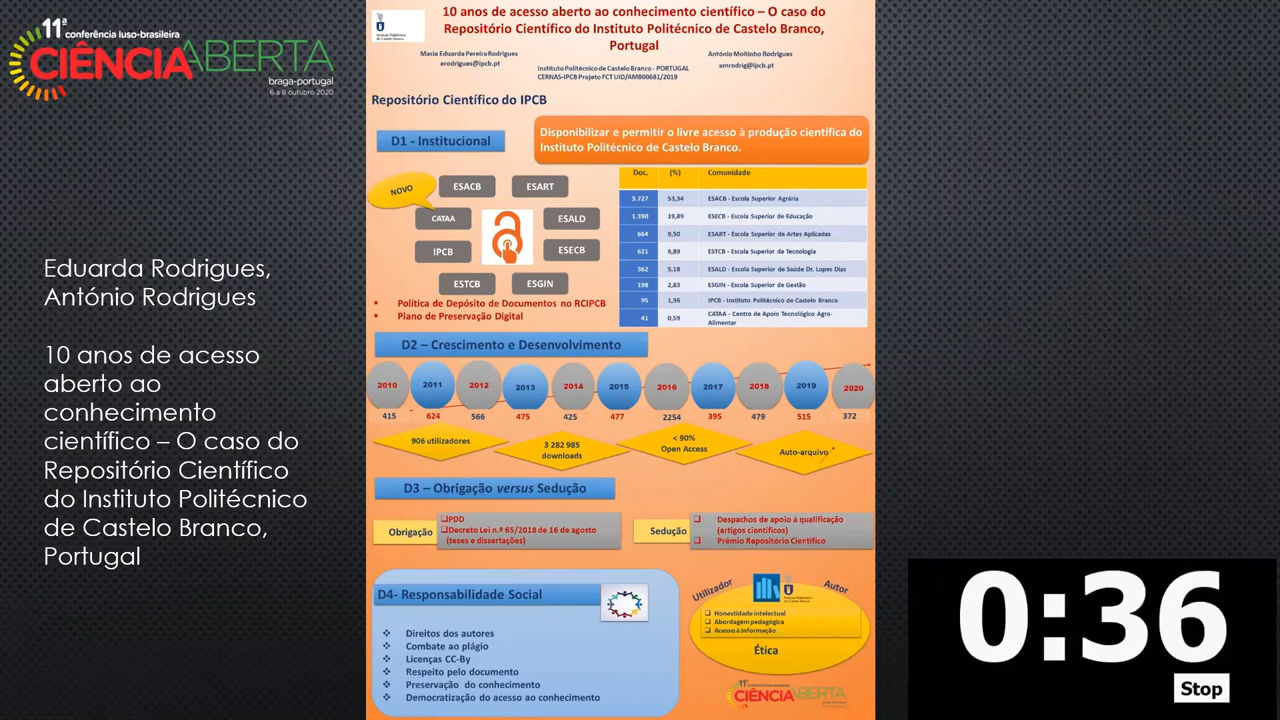 11ª
conferência luso-brasileira
CIÊNCIAABERTA
braga-portugal
6 a 8 outubro 2020
Eduarda Rodrigues,
António Rodrigues
10 anos de acesso
aberto ao
conhecimento
científico – O caso do
Repositório Científico
do Instituto Politécnico
de Castelo Branco,
Portugal
10 anos de acesso aberto ao conhecimento científico – O caso do
Repositório Científico do Instituto Politécnico de Castelo Branco,
Portugal
Maria Eduarda Pereira Rodrigues
erodrigues@ipcb.pt
António Moitinho Rodrigues
amrodrig@ipcb.pt
Instituto Politécnico de Castelo Branco - PORTUGAL
CERNAS-IPCB Projeto FCT UID/AMB00681/2019
Repositório Científico do IPCB
D1 - Institucional
Disponibilizar e permitir o livre acesso à produção científica do
Instituto Politécnico de Castelo Branco.
NOVO
ESACB
ESART
CATAA
ESALD
IPCB
ESECB
ESTCB
ESGIN
Política de Depósito de Documentos no RCIPCB
Plano de Preservação Digital
Doc. (%) Comunidade
3.727 53,34 ESACB - Escola Superior Agrária
1.390 19,89 ESECB - Escola Superior de Educação
664 9,50 ESART - Escola Superior de Artes Aplicadas
621 8,89 ESTCB - Escola Superior de Tecnologia
362 5,18 ESALD - Escola Superior de Saúde Dr. Lopes Dias
198 2,83 ESGIN - Escola Superior de Gestão
95 1,36 IPCB - Instituto Politécnico de Castelo Branco
41 0,59 CATAA - Centro de Apoio Tecnológico Agro-
Alimentar
D2 – Crescimento e Desenvolvimento
2010 2011 2012 2013 2014 2015 2016 2017 2018 2019 2020
415 624 566 475 425 477 2254 395 479 515 372
906 utilizadores
3 282 985
downloads
< 90%
Open Access
Auto-arquivo
D3 – Obrigação versus Sedução
Obrigação
PDD
Decreto Lei n.º 65/2018 de 16 de agosto
(teses e dissertações)
Sedução
Despachos de apoio à qualificação
(artigos científicos)
Prémio Repositório Científico
D4- Responsabilidade Social
Direitos dos autores
Combate ao plágio
Licenças CC-By
Respeito pelo documento
Preservação do conhecimento
Democratização do acesso ao conhecimento
Utilizador
Autor
Honestidade intelectual
Abordagem pedagógica
Acesso à informação
Ética
11ª
CIÊNCIAABERTA
0:36
Stop